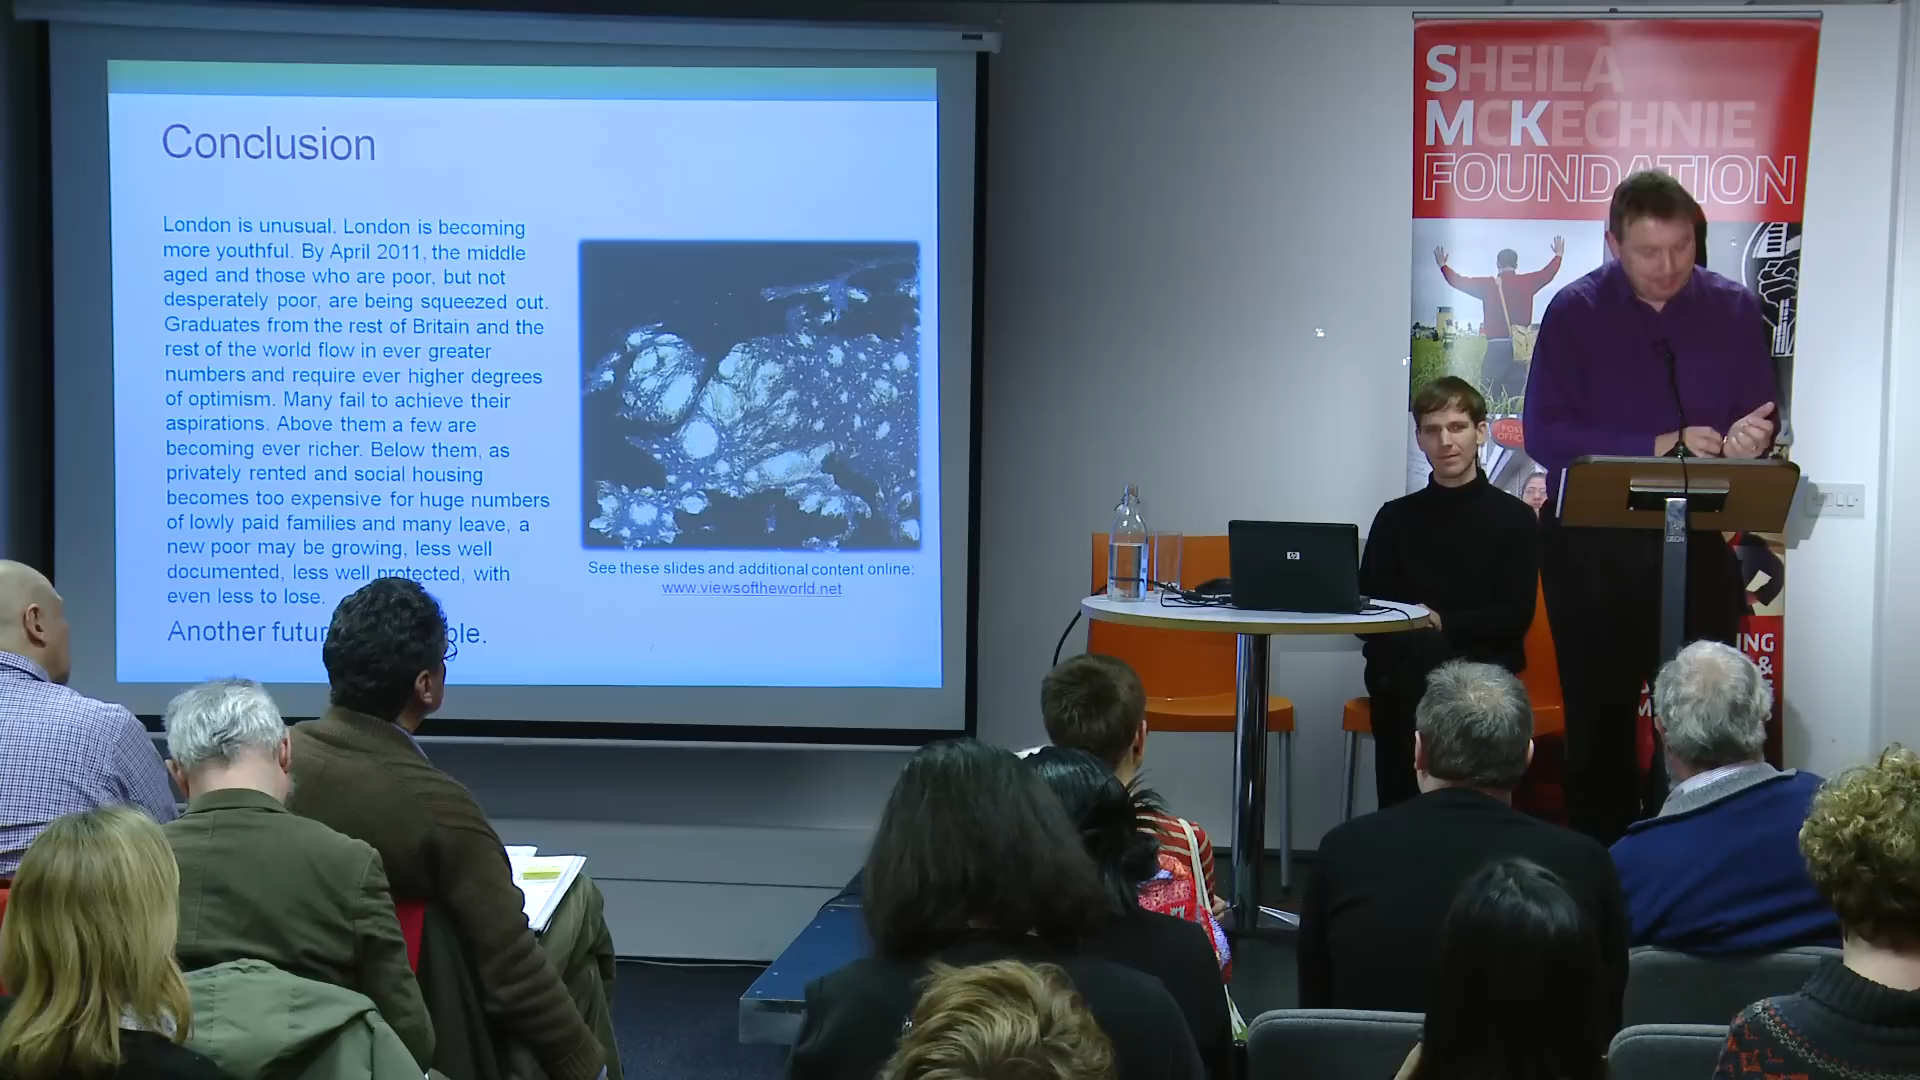 Conclusion
London is unusual. London is becoming
more youthful. By April 2011, the middle
aged and those who are poor, but not
desperately poor, are being squeezed out.
Graduates from the rest of Britain and the
rest of the world flow in ever greater
numbers and require ever higher degrees
of optimism. Many fail to achieve their
aspirations. Above them a few are
becoming ever richer. Below them, as
privately rented and social housing
becomes too expensive for huge numbers
of lowly paid families and many leave, a
new poor may be growing, less well
documented, less well protected, with
even less to lose.
Another
See these slides and additional content online:
www.viewsoftheworld.net
SHEILA
MCKECHNIE
FOUNDATION
POST
OFFICE
hp
ING
&